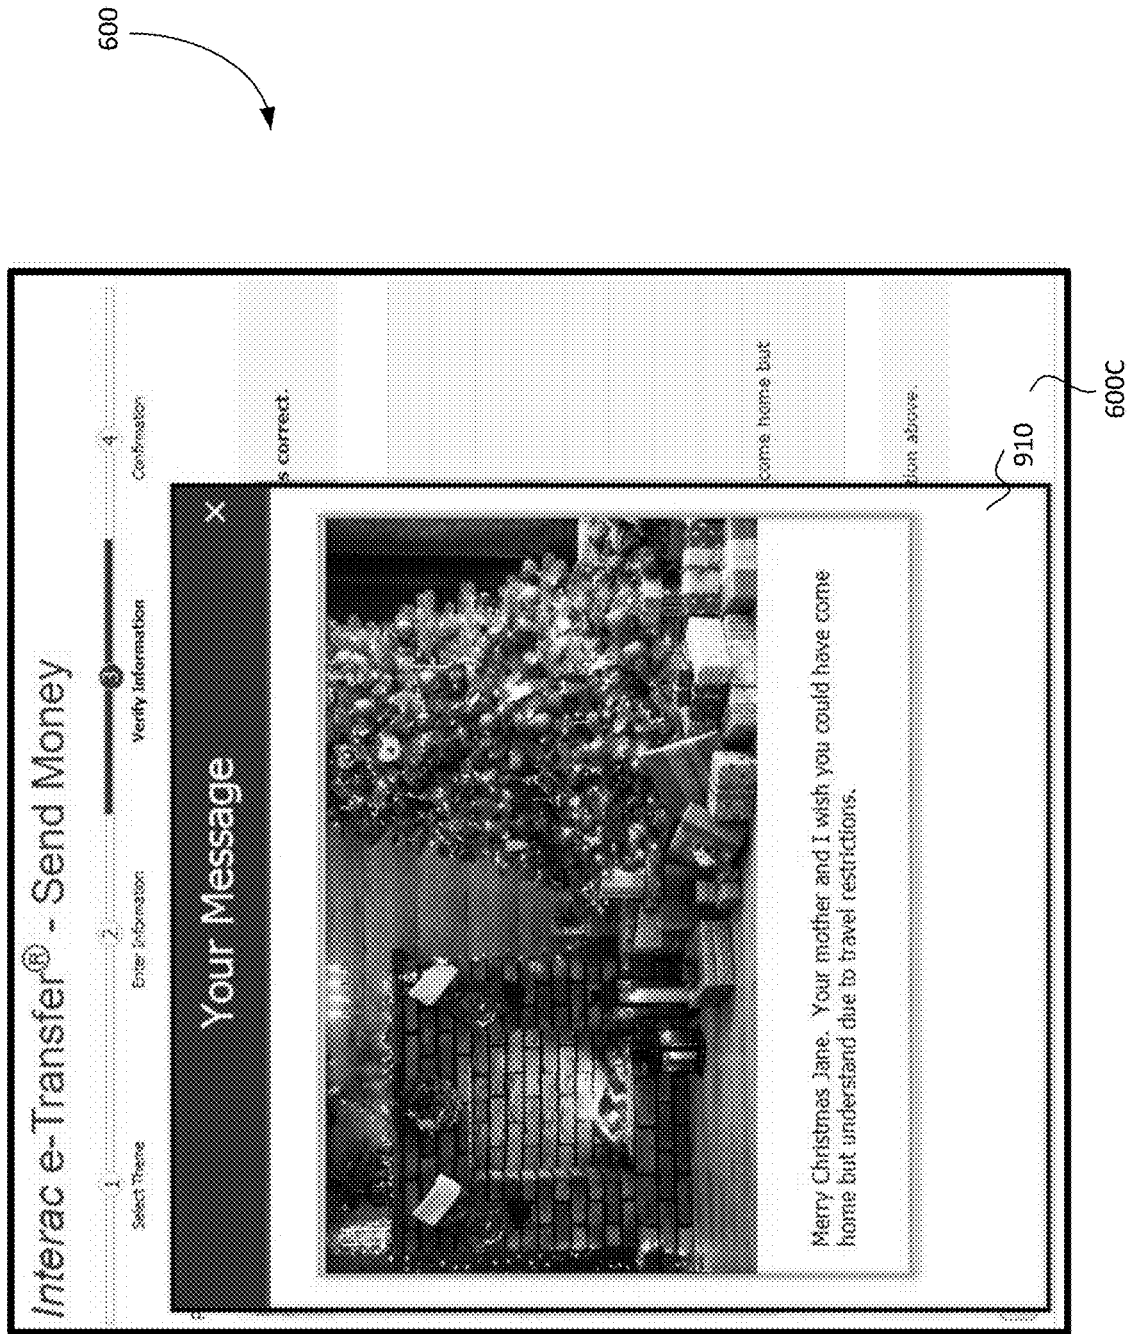 600
Interac e-Transfer® - Send Money
1 2 3 4
Select Theme Enter Information Verify Information Confirmation
Your Message ×
s correct.
come home but
tion above.
Merry Christmas Jane. Your mother and I wish you could have come
home but understand due to travel restrictions.
910
600C